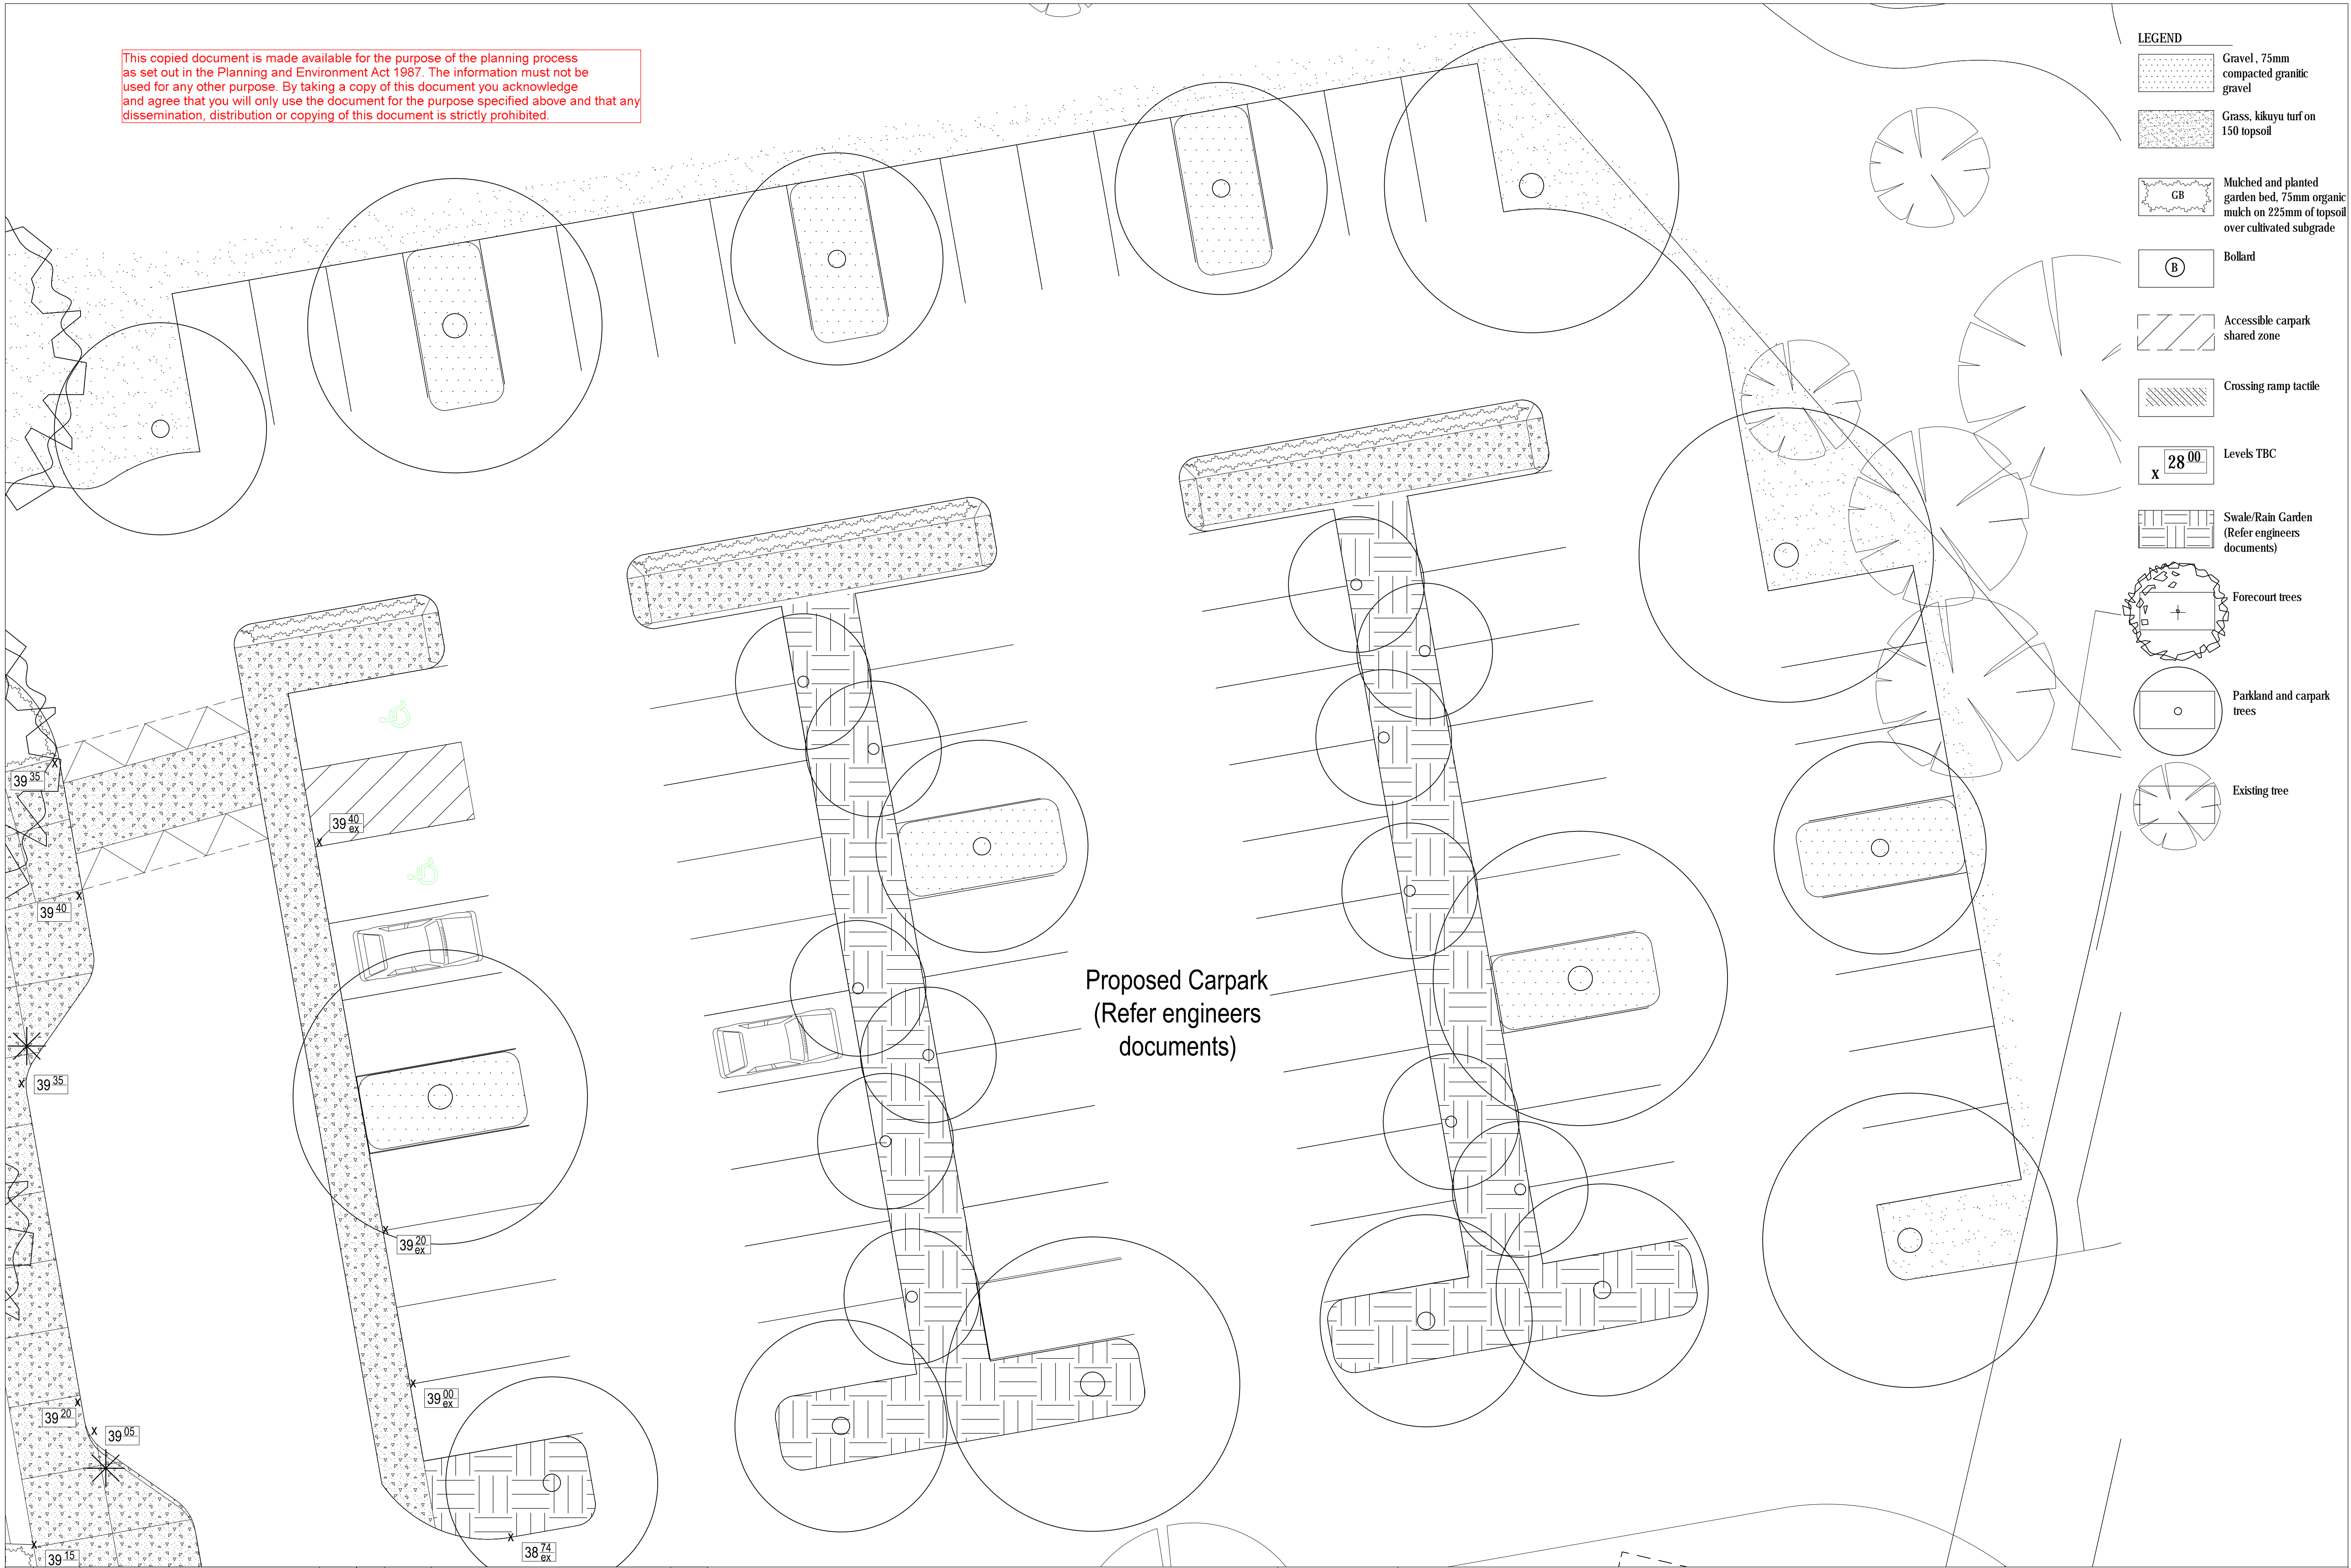 This copied document is made available for the purpose of the planning process
as set out in the Planning and Environment Act 1987. The information must not be
used for any other purpose. By taking a copy of this document you acknowledge
and agree that you will only use the document for the purpose specified above and that any
dissemination, distribution or copying of this document is strictly prohibited.
LEGEND
Gravel , 75mm
compacted granitic
gravel
Grass, kikuyu turf on
150 topsoil
GB
Mulched and planted
garden bed, 75mm organic
mulch on 225mm of topsoil
over cultivated subgrade
B
Bollard
Accessible carpark
shared zone
Crossing ramp tactile
x 28 00
Levels TBC
Swale/Rain Garden
(Refer engineers
documents)
Forecourt trees
Parkland and carpark
trees
Existing tree
x
39 35
x
39 40 ex
x
39 40
Proposed Carpark
(Refer engineers
documents)
x 39 35
x
39 20 ex
x
39 00 ex
x
39 20
x 39 05
x
38 74 ex
x
39 15